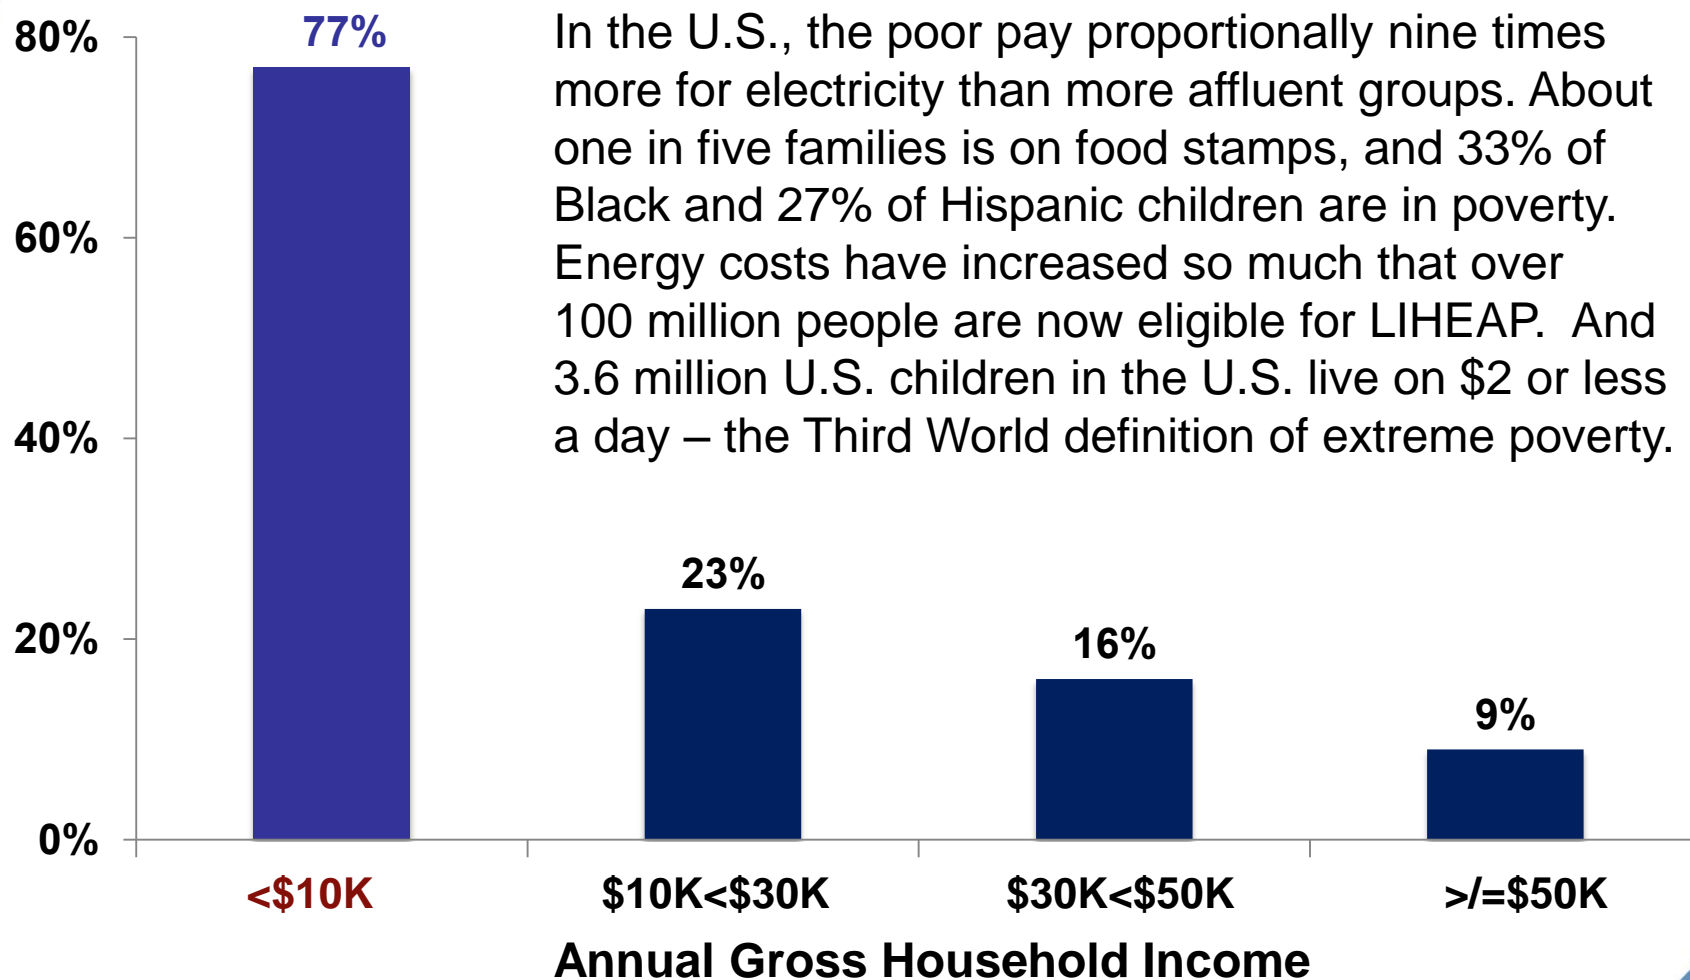 80%
77%
In the U.S., the poor pay proportionally nine times
more for electricity than more affluent groups. About
one in five families is on food stamps, and 33% of
Black and 27% of Hispanic children are in poverty.
Energy costs have increased so much that over
100 million people are now eligible for LIHEAP.  And
3.6 million U.S. children in the U.S. live on $2 or less
a day – the Third World definition of extreme poverty.
60%
40%
23%
20%
16%
9%
0%
<$10K
$10K<$30K
$30K<$50K
>/=$50K
Annual Gross Household Income